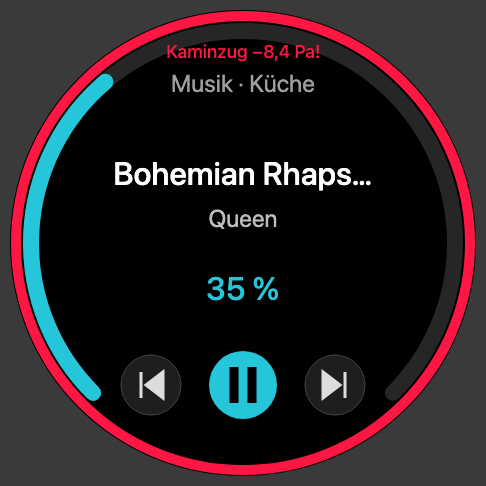 Kaminzug −8,4 Pa!
Musik · Küche
Bohemian Rhaps...
Queen
35 %